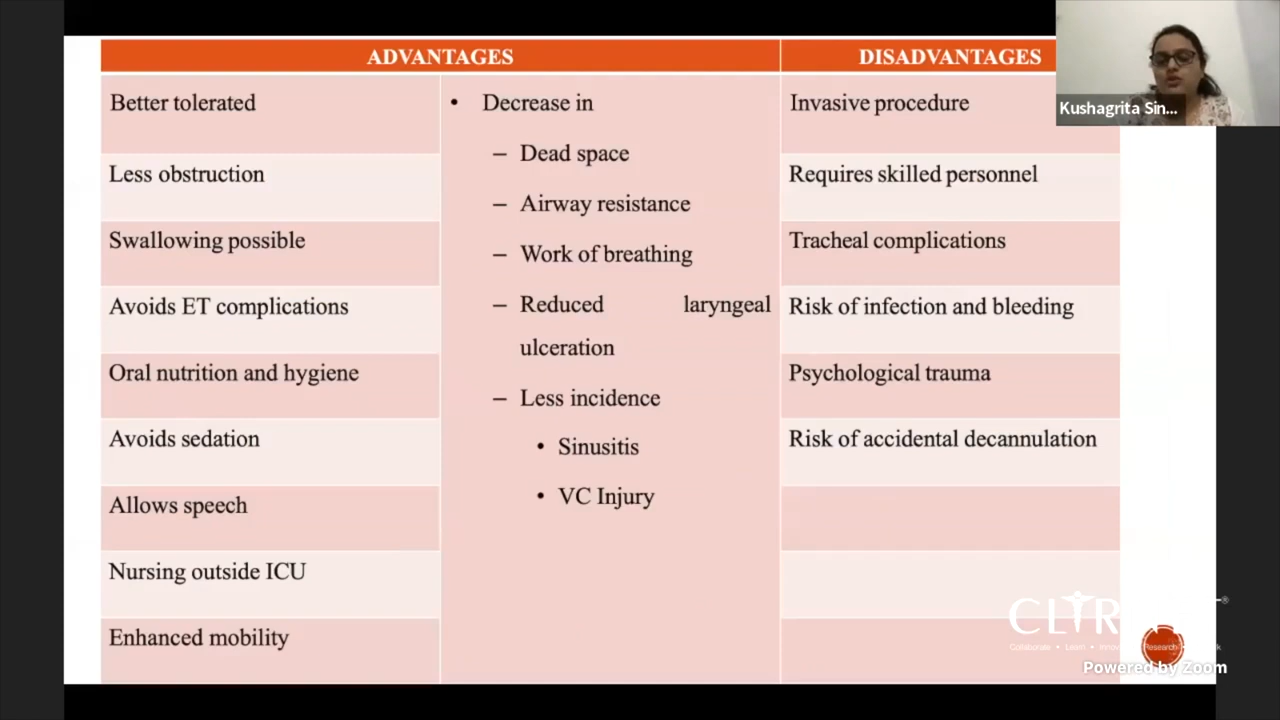 ADVANTAGES
DISADVANTAGES
Better tolerated
Less obstruction
Swallowing possible
Avoids ET complications
Oral nutrition and hygiene
Avoids sedation
Allows speech
Nursing outside ICU
Enhanced mobility
• Decrease in
– Dead space
– Airway resistance
– Work of breathing
– Reduced laryngeal
ulceration
– Less incidence
• Sinusitis
• VC Injury
Invasive procedure
Requires skilled personnel
Tracheal complications
Risk of infection and bleeding
Psychological trauma
Risk of accidental decannulation
Kushagrita Sin...
Collaborate • Learn •
Research
Powered by Zoom